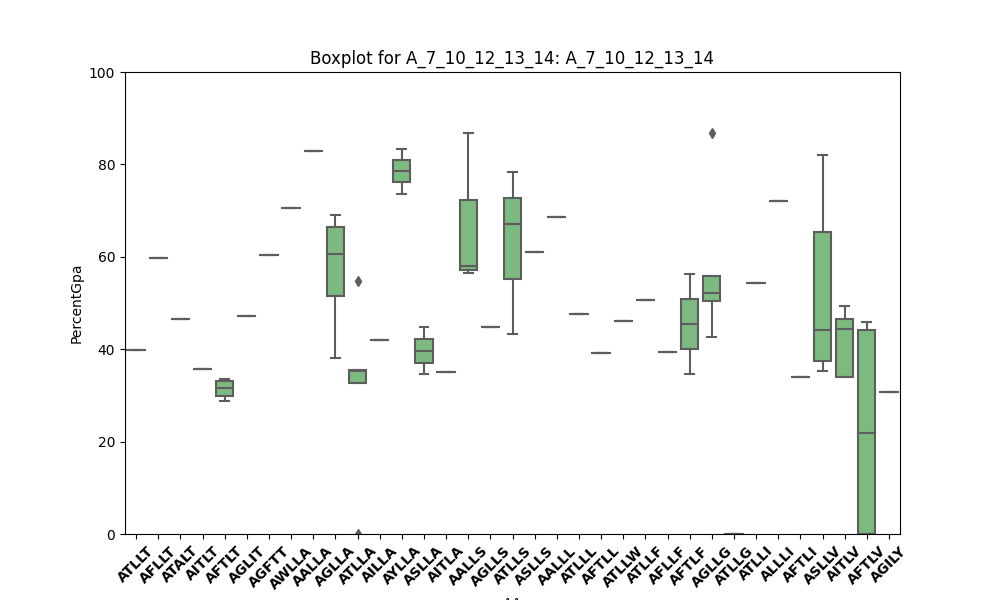 Boxplot for A_7_10_12_13_14: A_7_10_12_13_14
100
80
60
40
20
0
PercentGpa
ATLLT AFLLT ATALT AITLT AFTLT AGLIT AGFTT AWLLA AALLA AGLLA ATLLA AILLA AYLLA ASLLA AITLA AALLS AGLLS ATLLS ASLLS AALLL ATLLL AFTLL ATLLW ATLLF AFLLF AFTLF AGLLG ATLLG ATLLI ALLLI AFTLI ASLLV AITLV AFTLV AGILY